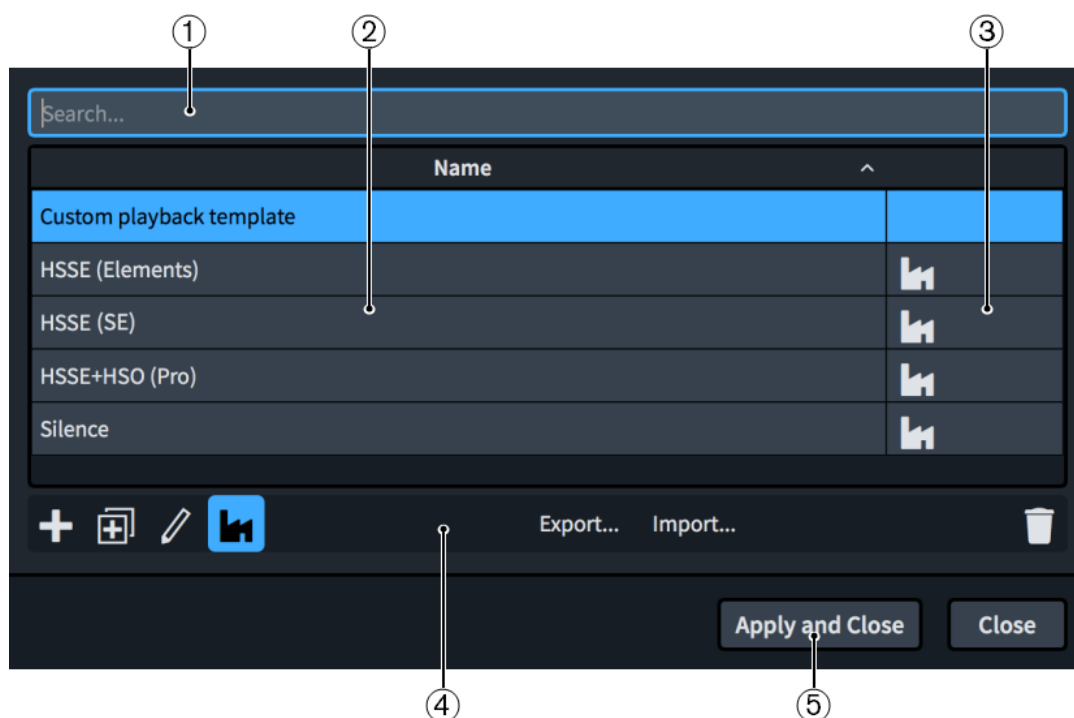 ① ② ③
Search...
Name
Custom playback template
HSSE (Elements)
HSSE (SE)
HSSE+HSO (Pro)
Silence
Export... Import...
Apply and Close Close
④ ⑤